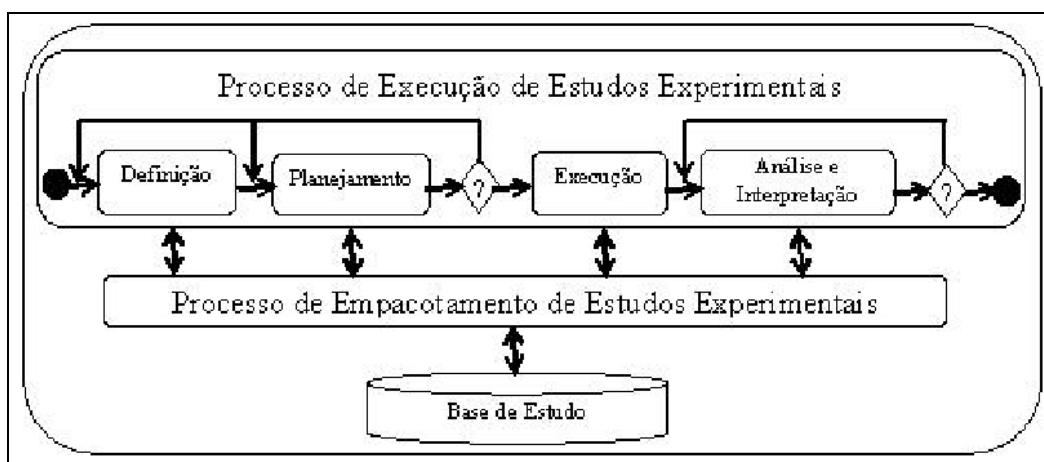 Processo de Execução de Estudos Experimentais
Definição
Planejamento
?
Execução
Análise e
Interpretação
?
Processo de Empacotamento de Estudos Experimentais
Base de Estudo